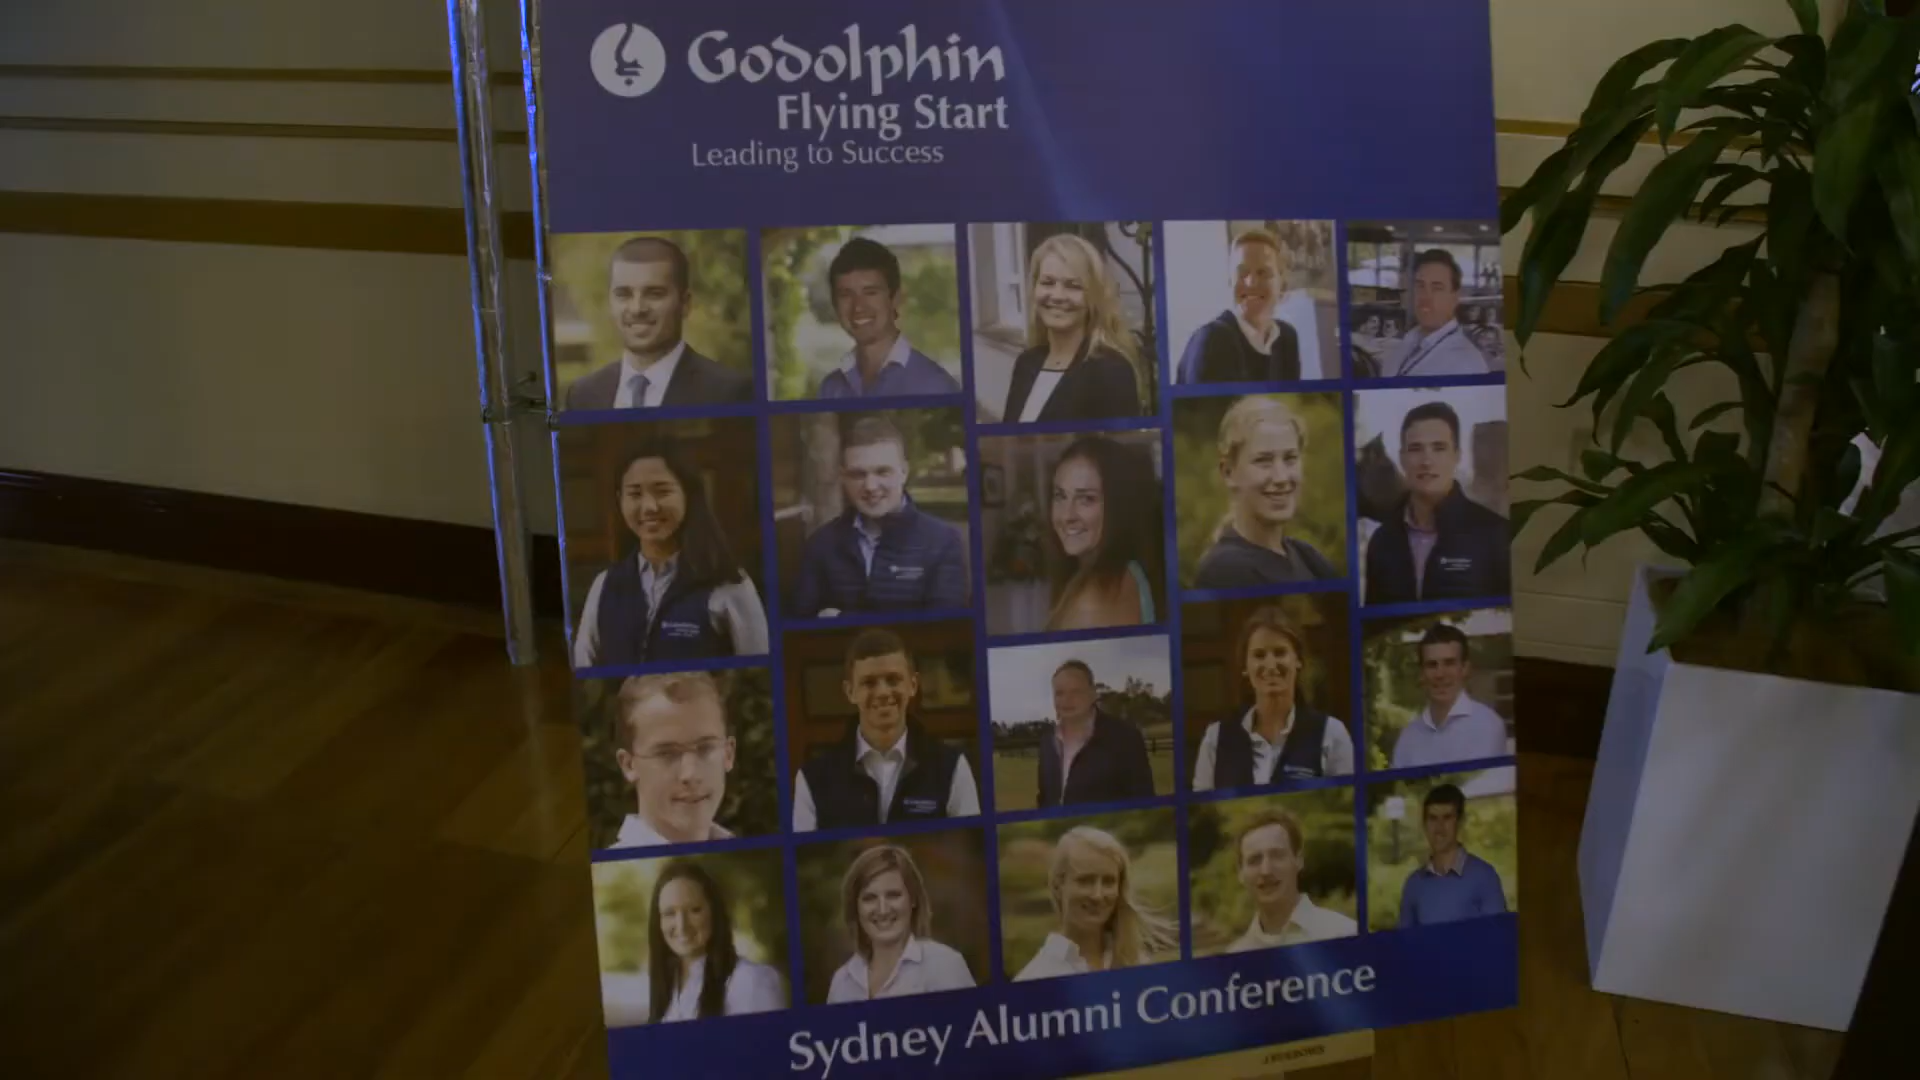 Godolphin
Flying Start
Leading to Success
Sydney Alumni Conference